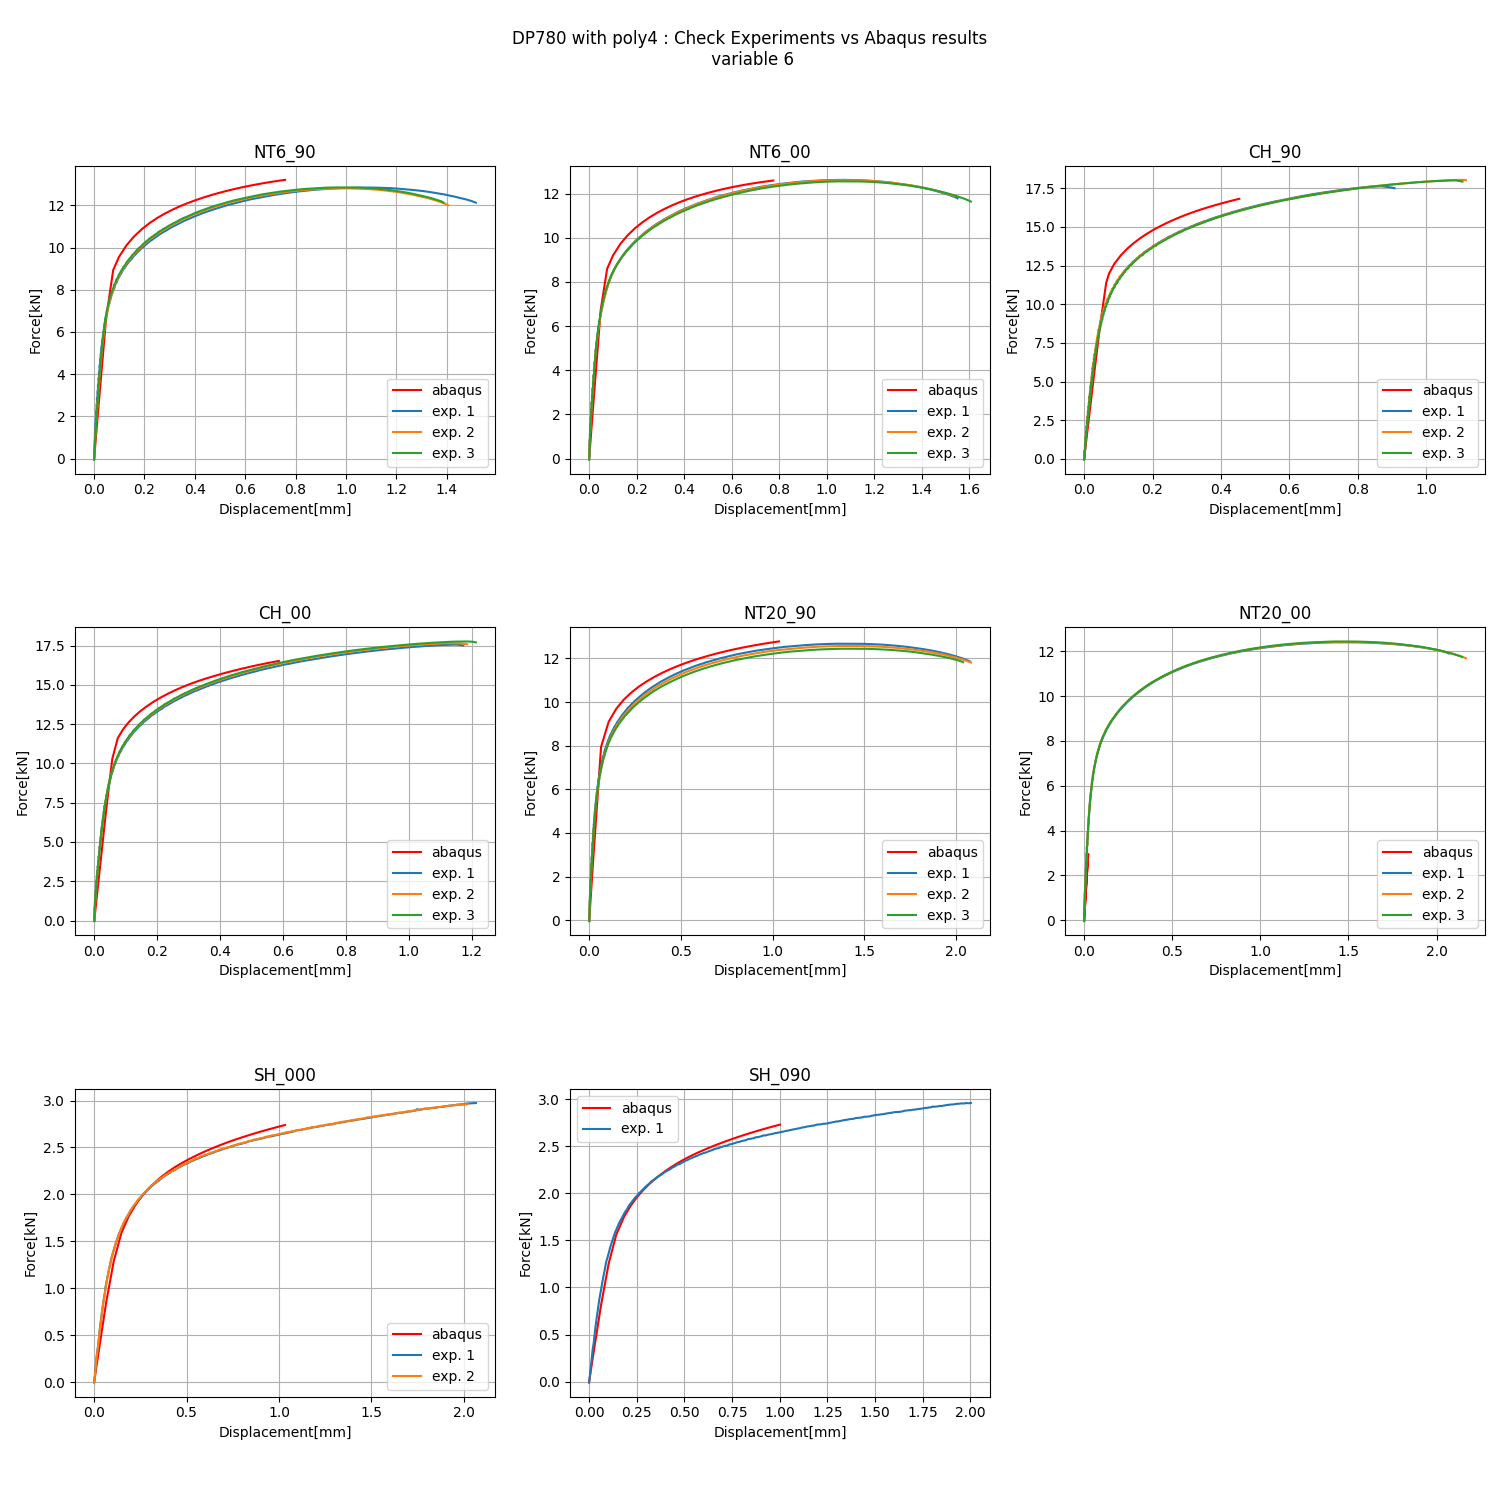 DP780 with poly4 : Check Experiments vs Abaqus results
variable 6
NT6_90
Force[kN]
12
10
8
6
4
2
0
0.0 0.2 0.4 0.6 0.8 1.0 1.2 1.4
Displacement[mm]
abaqus
exp. 1
exp. 2
exp. 3
NT6_00
Force[kN]
12
10
8
6
4
2
0
0.0 0.2 0.4 0.6 0.8 1.0 1.2 1.4 1.6
Displacement[mm]
abaqus
exp. 1
exp. 2
exp. 3
CH_90
Force[kN]
17.5
15.0
12.5
10.0
7.5
5.0
2.5
0.0
0.0 0.2 0.4 0.6 0.8 1.0
Displacement[mm]
abaqus
exp. 1
exp. 2
exp. 3
CH_00
Force[kN]
17.5
15.0
12.5
10.0
7.5
5.0
2.5
0.0
0.0 0.2 0.4 0.6 0.8 1.0 1.2
Displacement[mm]
abaqus
exp. 1
exp. 2
exp. 3
NT20_90
Force[kN]
12
10
8
6
4
2
0
0.0 0.5 1.0 1.5 2.0
Displacement[mm]
abaqus
exp. 1
exp. 2
exp. 3
NT20_00
Force[kN]
12
10
8
6
4
2
0
0.0 0.5 1.0 1.5 2.0
Displacement[mm]
abaqus
exp. 1
exp. 2
exp. 3
SH_000
Force[kN]
3.0
2.5
2.0
1.5
1.0
0.5
0.0
0.0 0.5 1.0 1.5 2.0
Displacement[mm]
abaqus
exp. 1
exp. 2
SH_090
Force[kN]
3.0
2.5
2.0
1.5
1.0
0.5
0.0
0.00 0.25 0.50 0.75 1.00 1.25 1.50 1.75 2.00
Displacement[mm]
abaqus
exp. 1